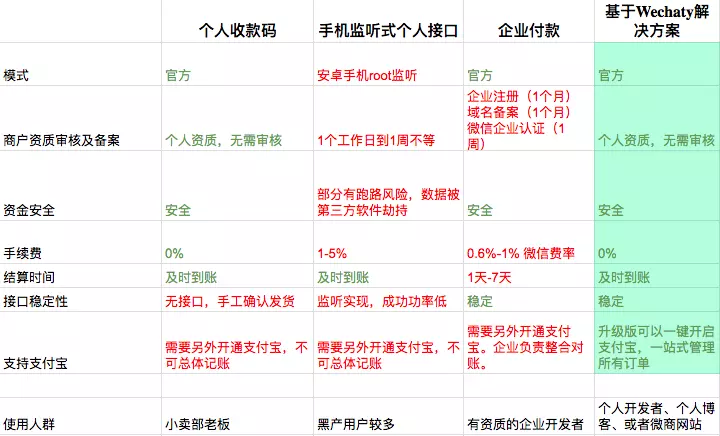 个人收款码 手机监听式个人接口 企业付款 基于Wechaty解
决方案
模式 官方 安卓手机root监听 官方 官方
商户资质审核及备案 个人资质，无需审核 1个工作日到1周不等 企业注册（1个月）
域名备案（1个月）
微信企业认证（1
周） 个人资质，无需审核
资金安全 安全 部分有跑路风险，数据被
第三方软件劫持 安全 安全
手续费 0% 1-5% 0.6%-1% 微信费率 0%
结算时间 及时到账 及时到账 1天-7天 及时到账
接口稳定性 无接口，手工确认发货 监听实现，成功功率低 稳定 稳定
支持支付宝 需要另外开通支付宝，不
可总体记账 需要另外开通支付宝，不
可总体记账 需要另外开通支付
宝。企业负责整合对
账。 升级版可以一键开启
支付宝，一站式管理
所有订单
使用人群 小卖部老板 黑产用户较多 有资质的企业开发者 个人开发者、个人博
客、或者微商网站